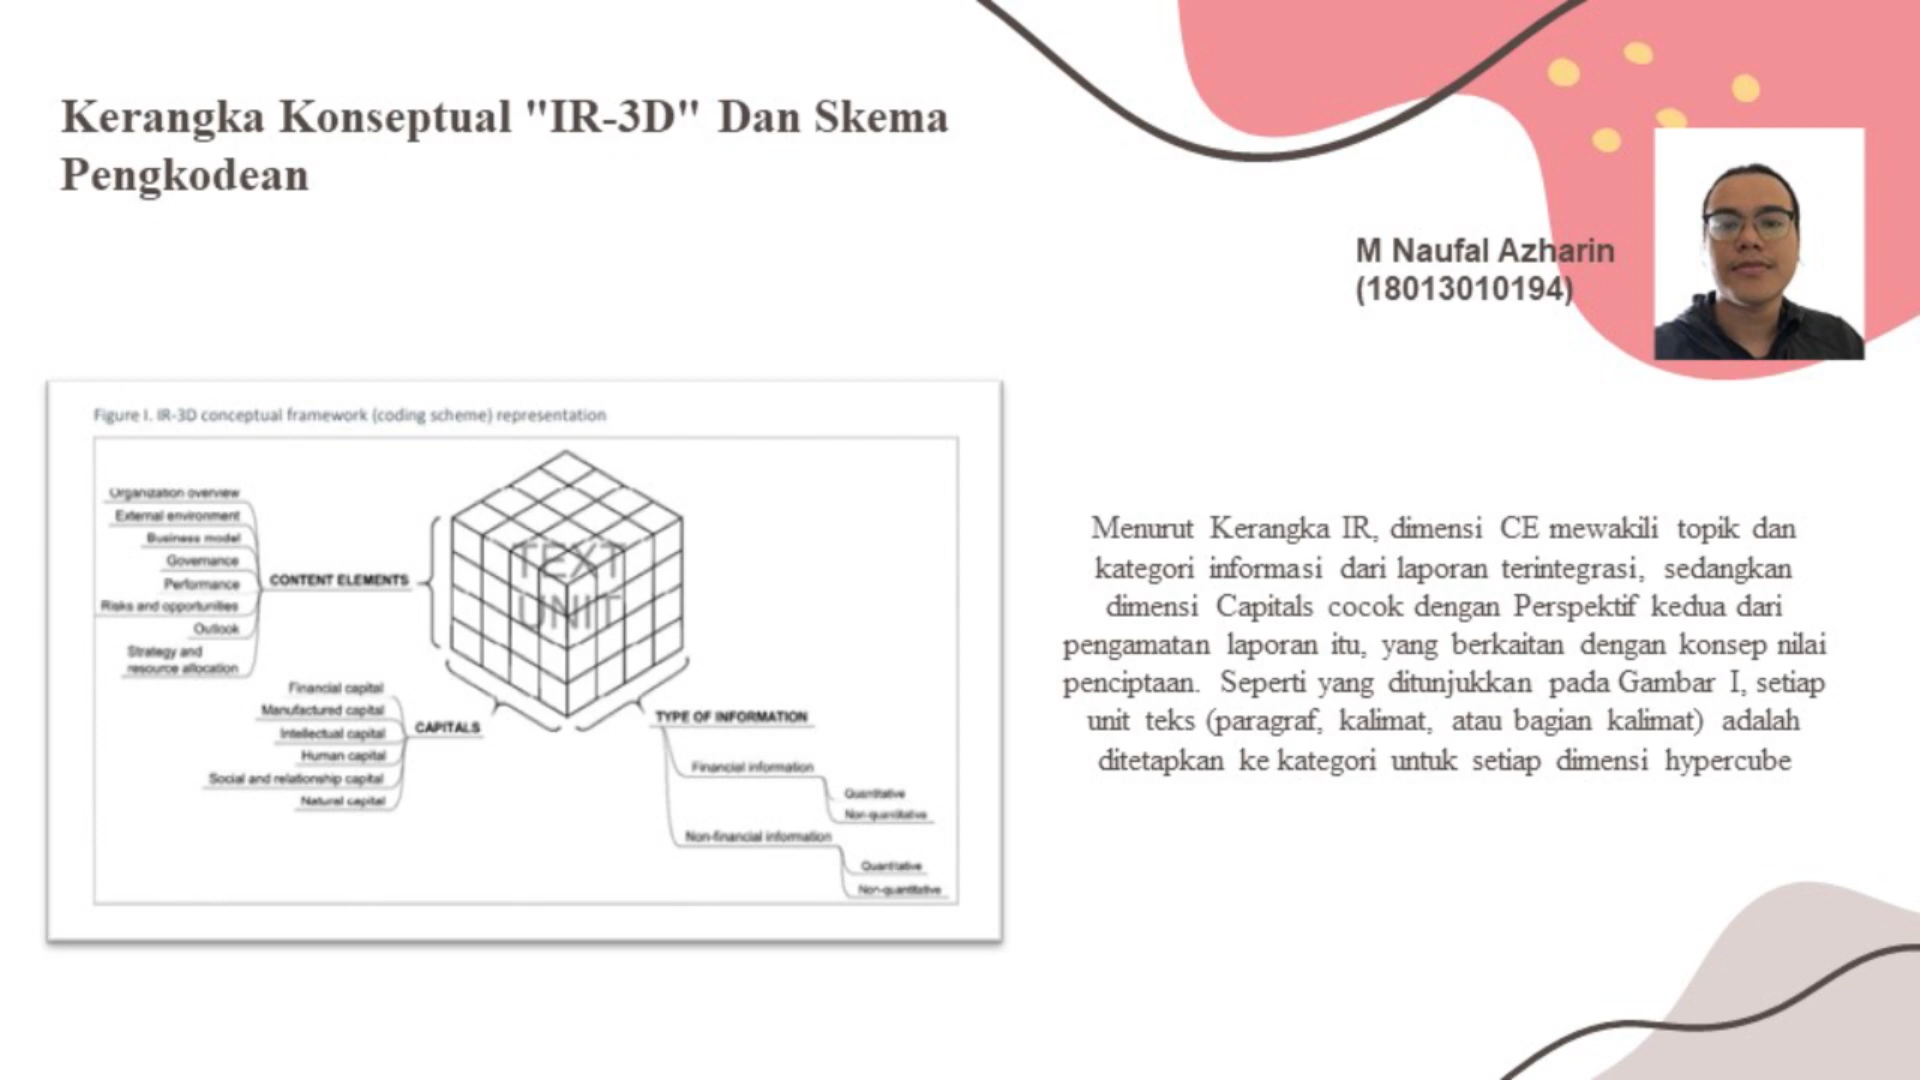 Kerangka Konseptual "IR-3D" Dan Skema
Pengkodean
M Naufal Azharin
(18013010194)
Figure I. IR-3D conceptual framework (coding scheme) representation
Organization overview
External environment
Business model
Governance
Performance
Risks and opportunities
Outlook
Strategy and
resource allocation
CONTENT ELEMENTS
TEXT
UNIT
Financial capital
Manufactured capital
Intellectual capital
Human capital
Social and relationship capital
Natural capital
CAPITALS
TYPE OF INFORMATION
Financial information
Quantitative
Non-quantitative
Non-financial information
Quantitative
Non-quantitative
Menurut Kerangka IR, dimensi CE mewakili topik dan
kategori informasi dari laporan terintegrasi, sedangkan
dimensi Capitals cocok dengan Perspektif kedua dari
pengamatan laporan itu, yang berkaitan dengan konsep nilai
penciptaan. Seperti yang ditunjukkan pada Gambar I, setiap
unit teks (paragraf, kalimat, atau bagian kalimat) adalah
ditetapkan ke kategori untuk setiap dimensi hypercube